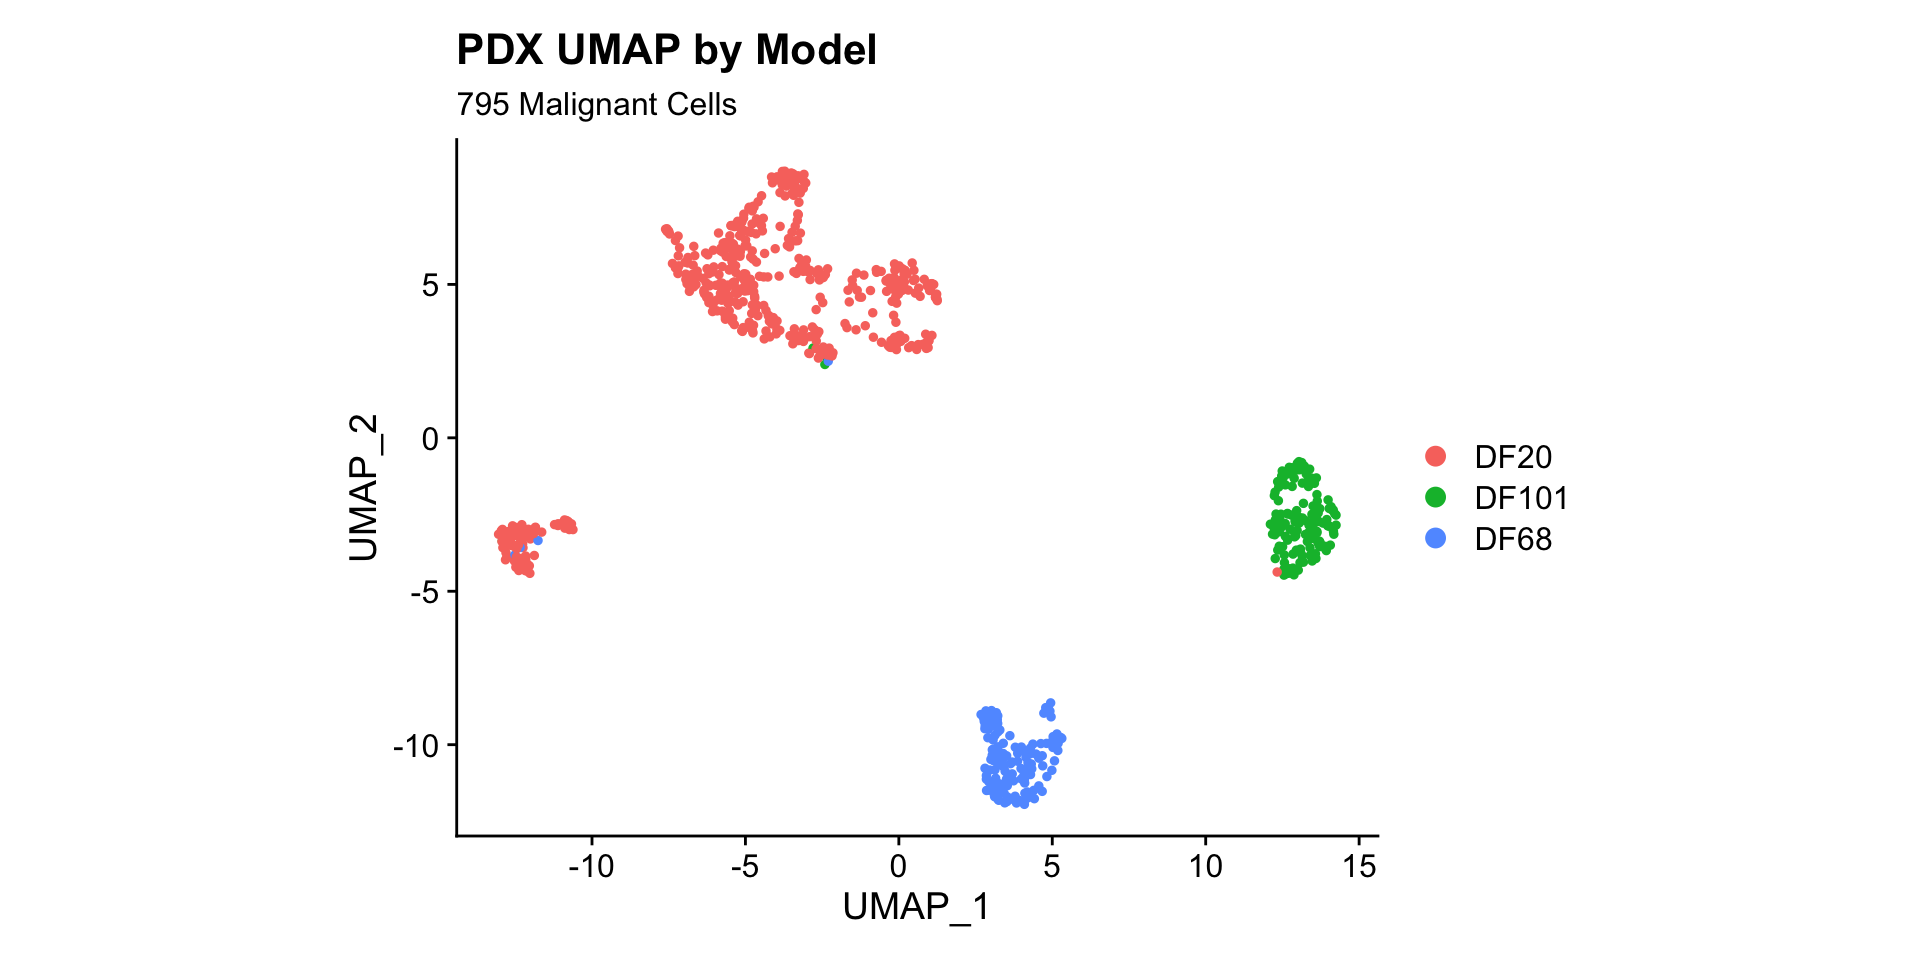 PDX UMAP by Model
795 Malignant Cells
UMAP_2
5
0
-5
-10
-10
-5
0
5
10
15
UMAP_1
DF20
DF101
DF68